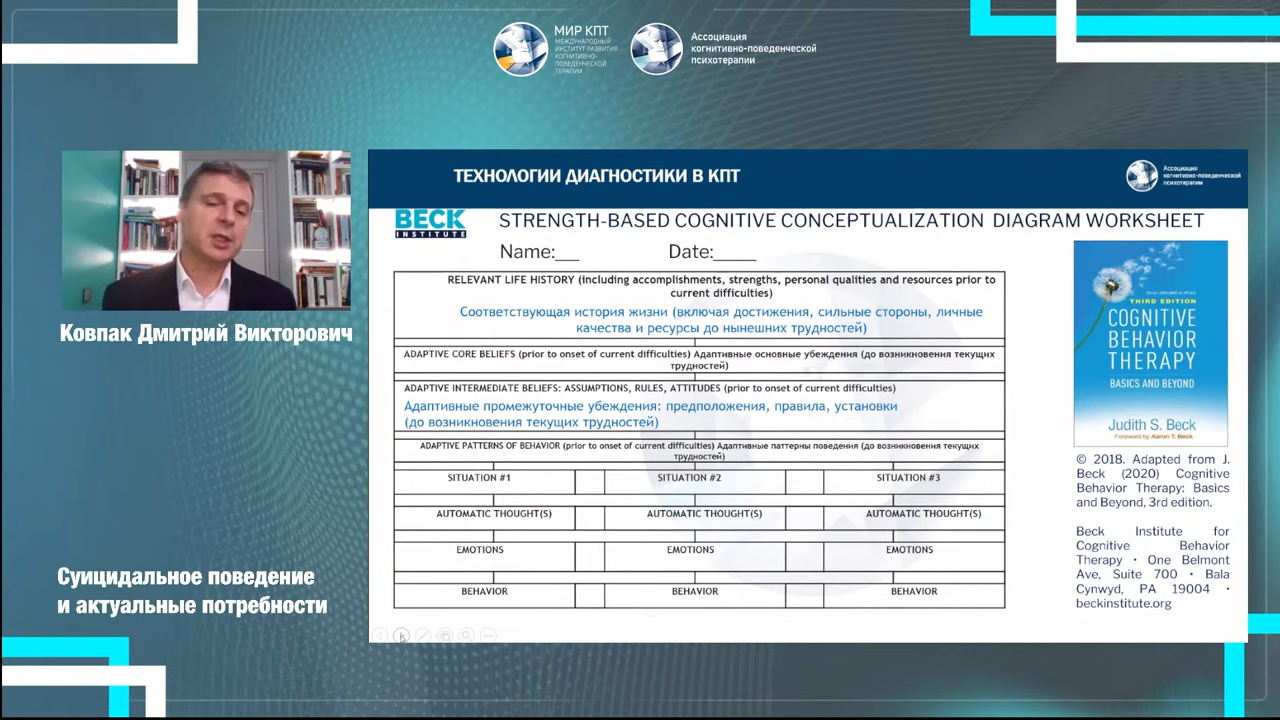 МИР КПТ
МЕЖДУНАРОДНЫЙ
ИНСТИТУТ РАЗВИТИЯ
КОГНИТИВНО-
ПОВЕДЕНЧЕСКОЙ
ТЕРАПИИ
Ассоциация
когнитивно-поведенческой
психотерапии
Ковпак Дмитрий Викторович
Суицидальное поведение
и актуальные потребности
ТЕХНОЛОГИИ ДИАГНОСТИКИ В КПТ
Ассоциация
когнитивно-поведенческой
психотерапии
BECK
INSTITUTE
STRENGTH-BASED COGNITIVE CONCEPTUALIZATION DIAGRAM WORKSHEET
Name:___ Date:_____
RELEVANT LIFE HISTORY (including accomplishments, strengths, personal qualities and resources prior to
current difficulties)
Соответствующая история жизни (включая достижения, сильные стороны, личные
качества и ресурсы до нынешних трудностей)
ADAPTIVE CORE BELIEFS (prior to onset of current difficulties) Адаптивные основные убеждения (до возникновения текущих
трудностей)
ADAPTIVE INTERMEDIATE BELIEFS: ASSUMPTIONS, RULES, ATTITUDES (prior to onset of current difficulties)
Адаптивные промежуточные убеждения: предположения, правила, установки
(до возникновения текущих трудностей)
ADAPTIVE PATTERNS OF BEHAVIOR (prior to onset of current difficulties) Адаптивные паттерны поведения (до возникновения текущих
трудностей)
SITUATION #1 SITUATION #2 SITUATION #3
AUTOMATIC THOUGHT(S) AUTOMATIC THOUGHT(S) AUTOMATIC THOUGHT(S)
EMOTIONS EMOTIONS EMOTIONS
BEHAVIOR BEHAVIOR BEHAVIOR
THIRD EDITION
COGNITIVE
BEHAVIOR
THERAPY
BASICS AND BEYOND
Judith S. Beck
Foreword by Aaron T. Beck
© 2018. Adapted from J.
Beck (2020) Cognitive
Behavior Therapy: Basics
and Beyond, 3rd edition.
Beck Institute for
Cognitive Behavior
Therapy • One Belmont
Ave, Suite 700 • Bala
Cynwyd, PA 19004 •
beckinstitute.org